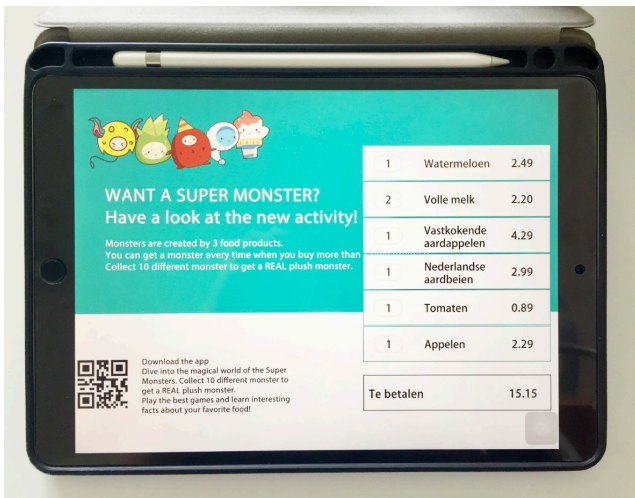 WANT A SUPER MONSTER?
Have a look at the new activity!
Monsters are created by 3 food products.
You can get a monster every time when you buy more than
Collect 10 different monster to get a REAL plush monster.
1 Watermeloen 2.49
2 Volle melk 2.20
1 Vastkokende
aardappelen 4.29
1 Nederlandse
aardbeien 2.99
1 Tomaten 0.89
1 Appelen 2.29
Te betalen 15.15
Download the app
Dive into the magical world of the Super
Monsters. Collect 10 different monster to
get a REAL plush monster.
Play the best games and learn interesting
facts about your favorite food!